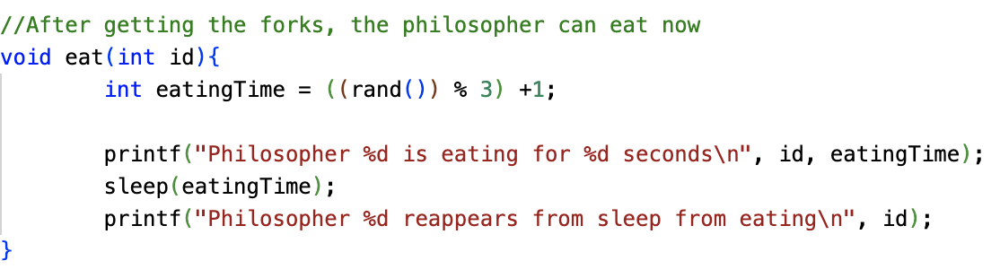 //After getting the forks, the philosopher can eat now
void eat(int id){
int eatingTime = ((rand()) % 3) +1;
printf("Philosopher %d is eating for %d seconds\n", id, eatingTime);
sleep(eatingTime);
printf("Philosopher %d reappears from sleep from eating\n", id);
}